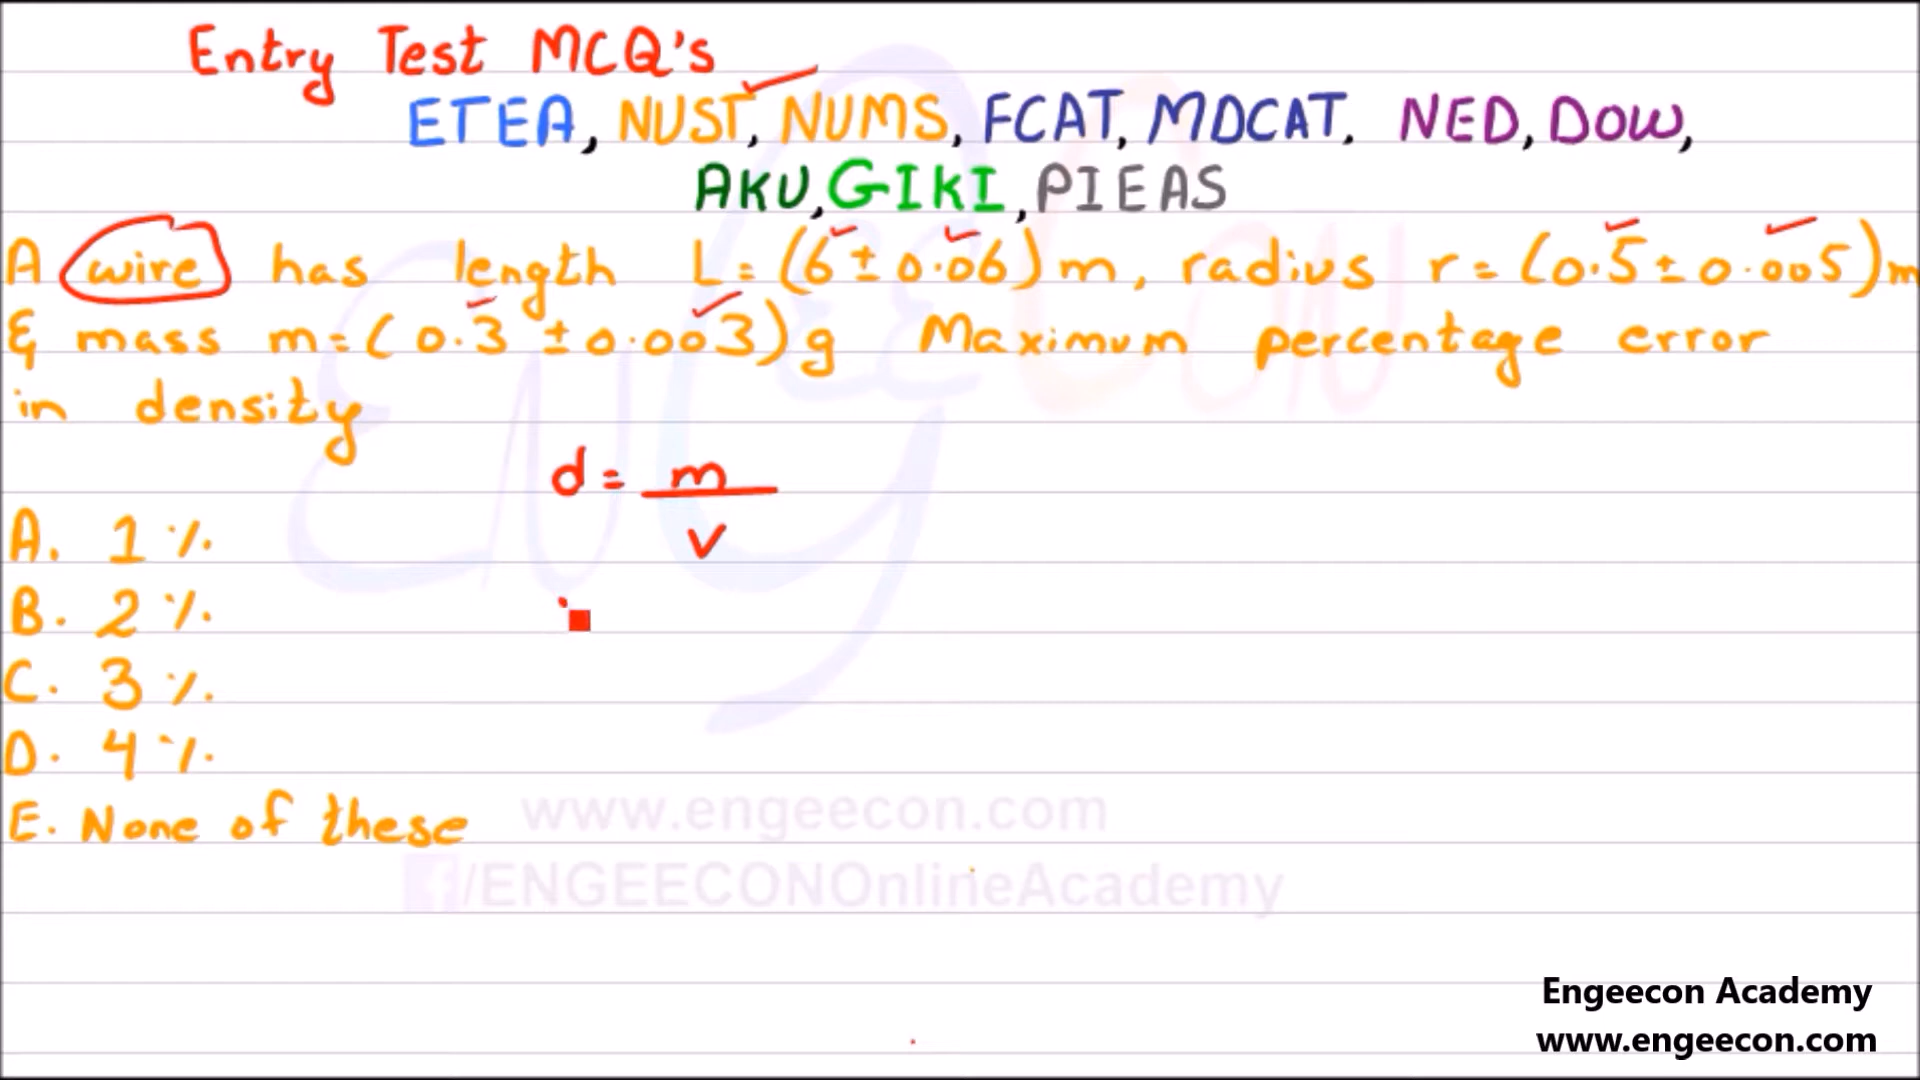 Entry Test MCQ's
ETEA, NUST, NUMS, FCAT, MDCAT. NED, DOW,
AKU, GIKI, PIEAS
A wire has length L = (6 ± 0.06) m, radius r = (0.5 ± 0.005) m
& mass m = (0.3 ± 0.003) g Maximum percentage error
in density
d = m
v
A. 1 %.
B. 2 %.
C. 3 %.
D. 4 %.
E. None of these
www.engeecon.com
/ENGEECONOnlineAcademy
Engeecon Academy
www.engeecon.com